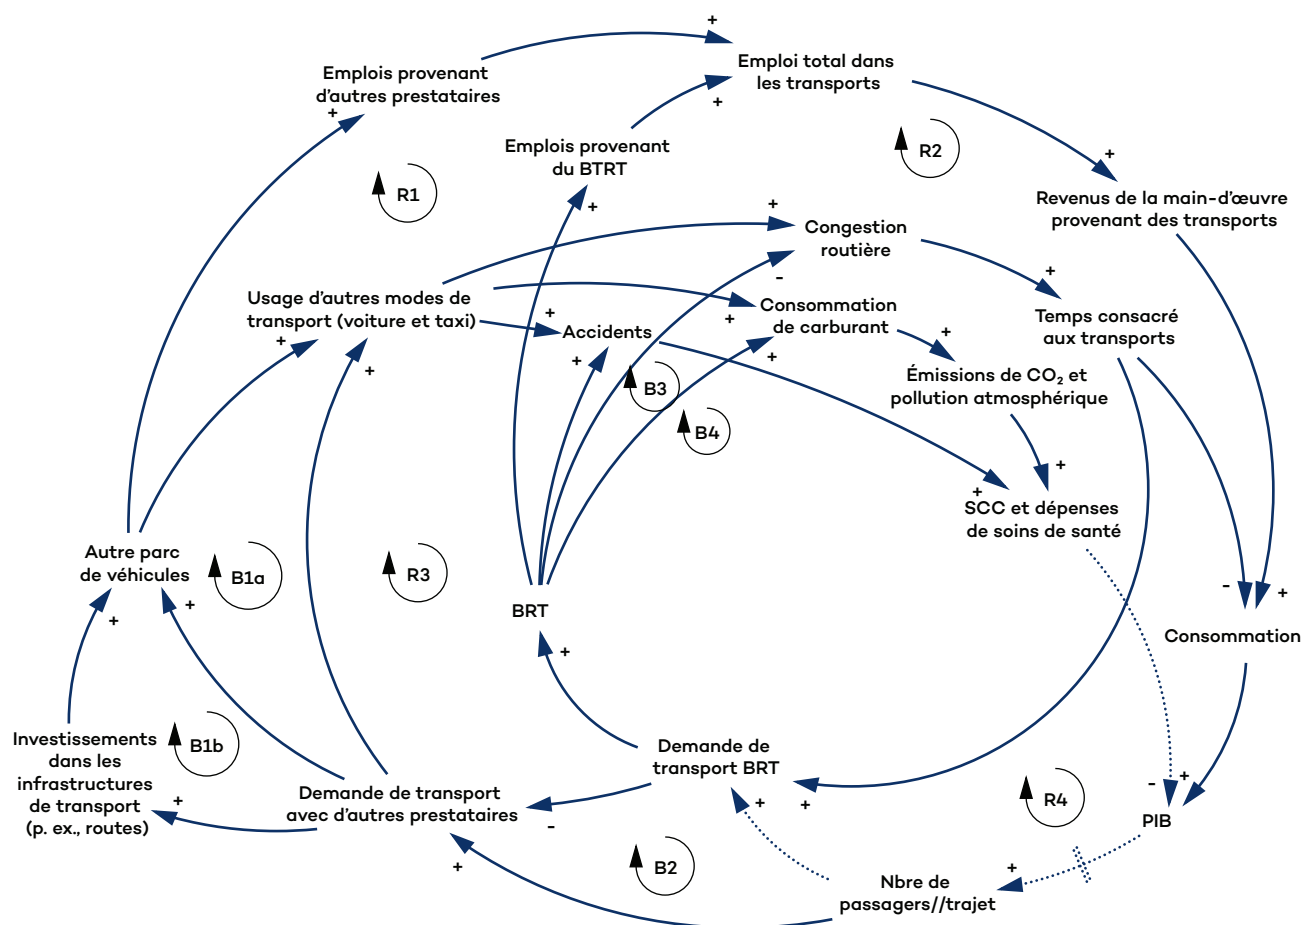 +
Emploi total dans
les transports
Emplois provenant
d'autres prestataires
+
+
+
Emplois provenant
du BTRT
R2
+
R1
+
Revenus de la main-d'œuvre
provenant des transports
+
Congestion
routière
-
+
Usage d'autres modes de
transport (voiture et taxi)
+
Accidents
+
Consommation
de carburant
Temps consacré
aux transports
+
+
+
+
+
Émissions de CO₂ et
pollution atmosphérique
B3
B4
+
+
SCC et dépenses
de soins de santé
Autre parc
de véhicules
B1a
R3
BRT
-
+
+
+
Consommation
+
Investissements
dans les
infrastructures
de transport
(p. ex., routes)
B1b
+
Demande de
transport BRT
Demande de transport
avec d'autres prestataires
-
+
+
+
R4
-
+
PIB
+
B2
+
Nbre de
passagers//trajet